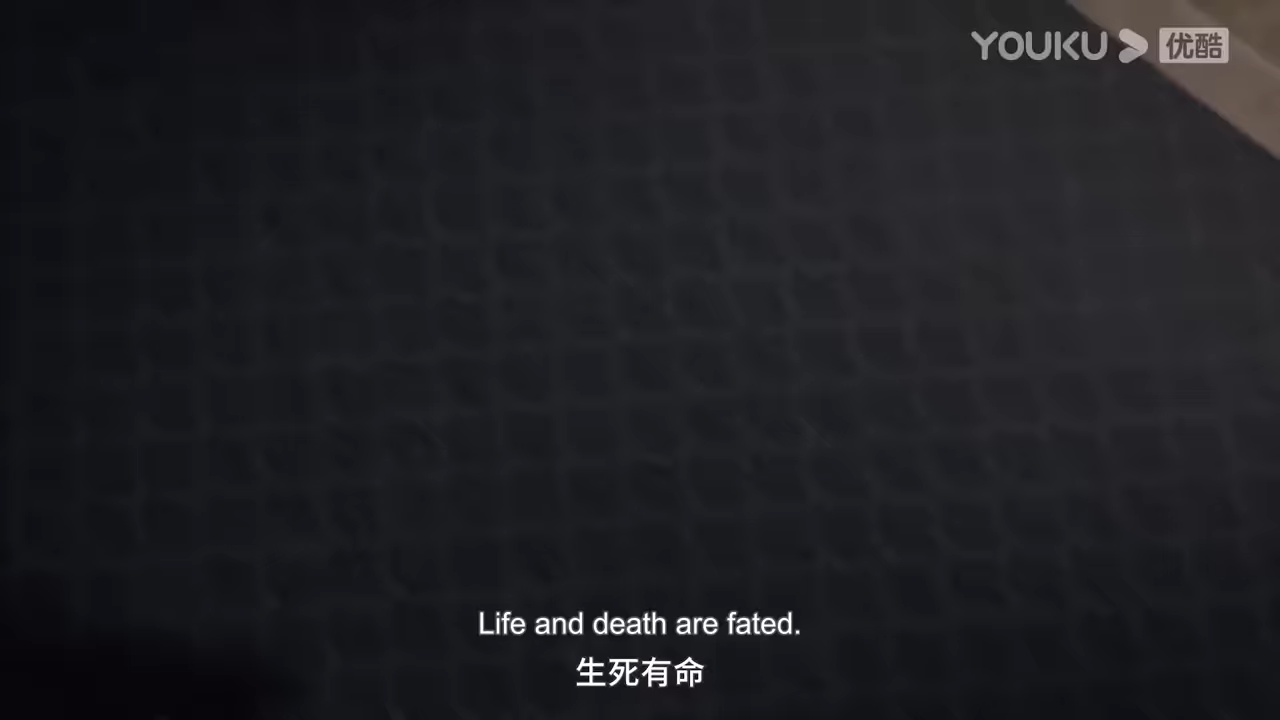 YOUKU 优酷
Life and death are fated.
生死有命